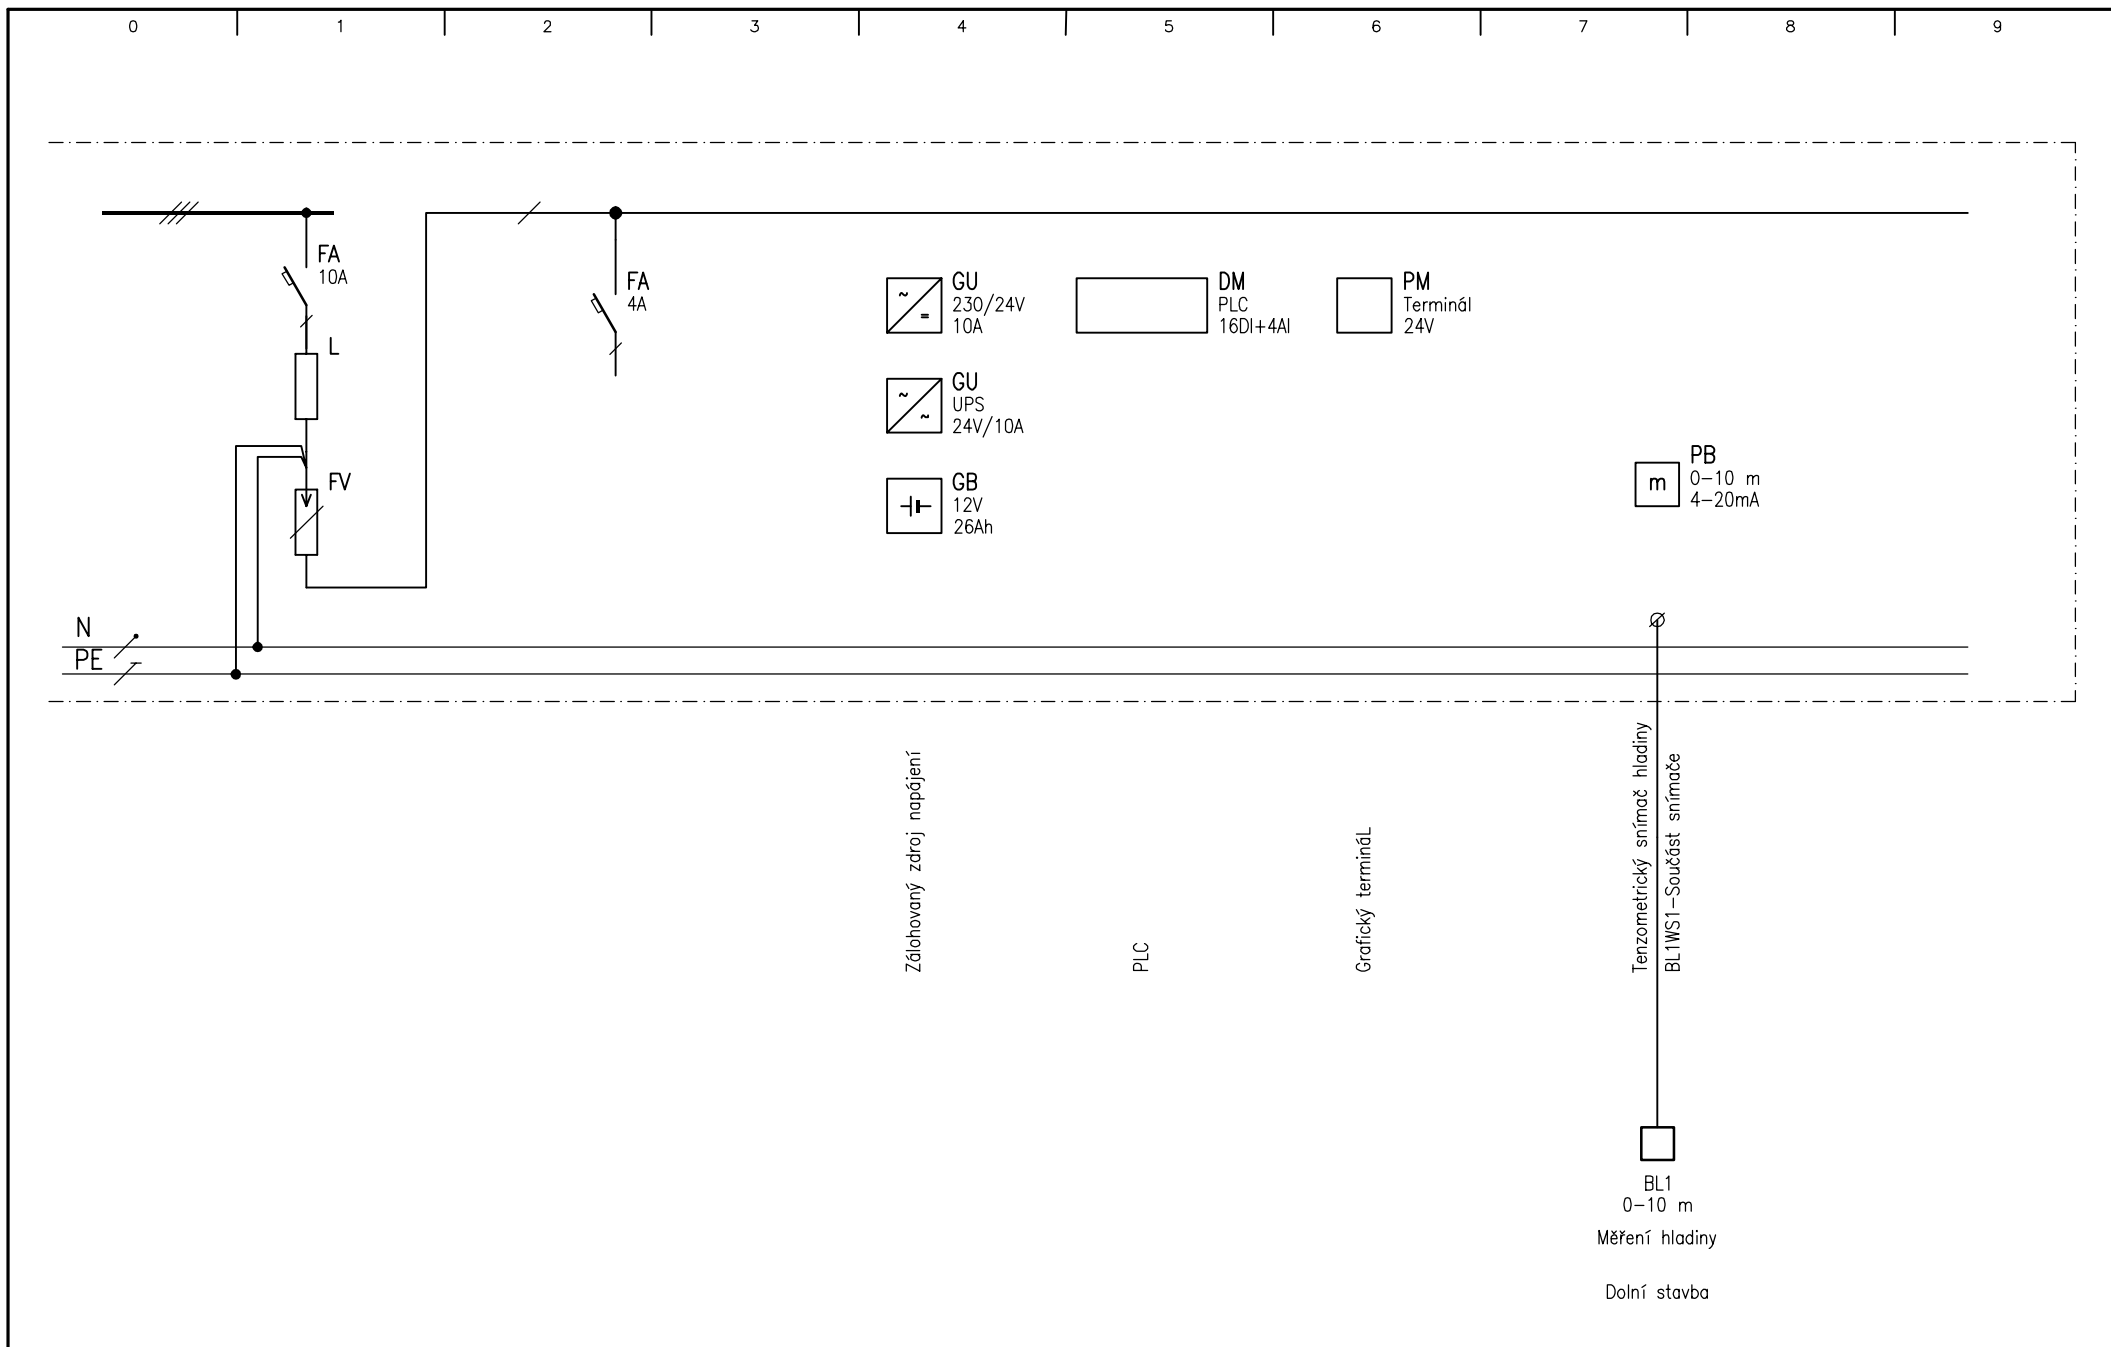 0 1 2 3 4 5 6 7 8 9
FA
10A
L
FV
FA
4A
GU
230/24V
10A
GU
UPS
24V/10A
GB
12V
26Ah
DM
PLC
16DI+4AI
PM
Terminál
24V
m
PB
0-10 m
4-20mA
N
PE
Zálohovaný zdroj napájení
PLC
Grafický termináL
Tenzometrický snímač hladiny
BL1WS1-Součást snímače
BL1
0-10 m
Měření hladiny
Dolní stavba